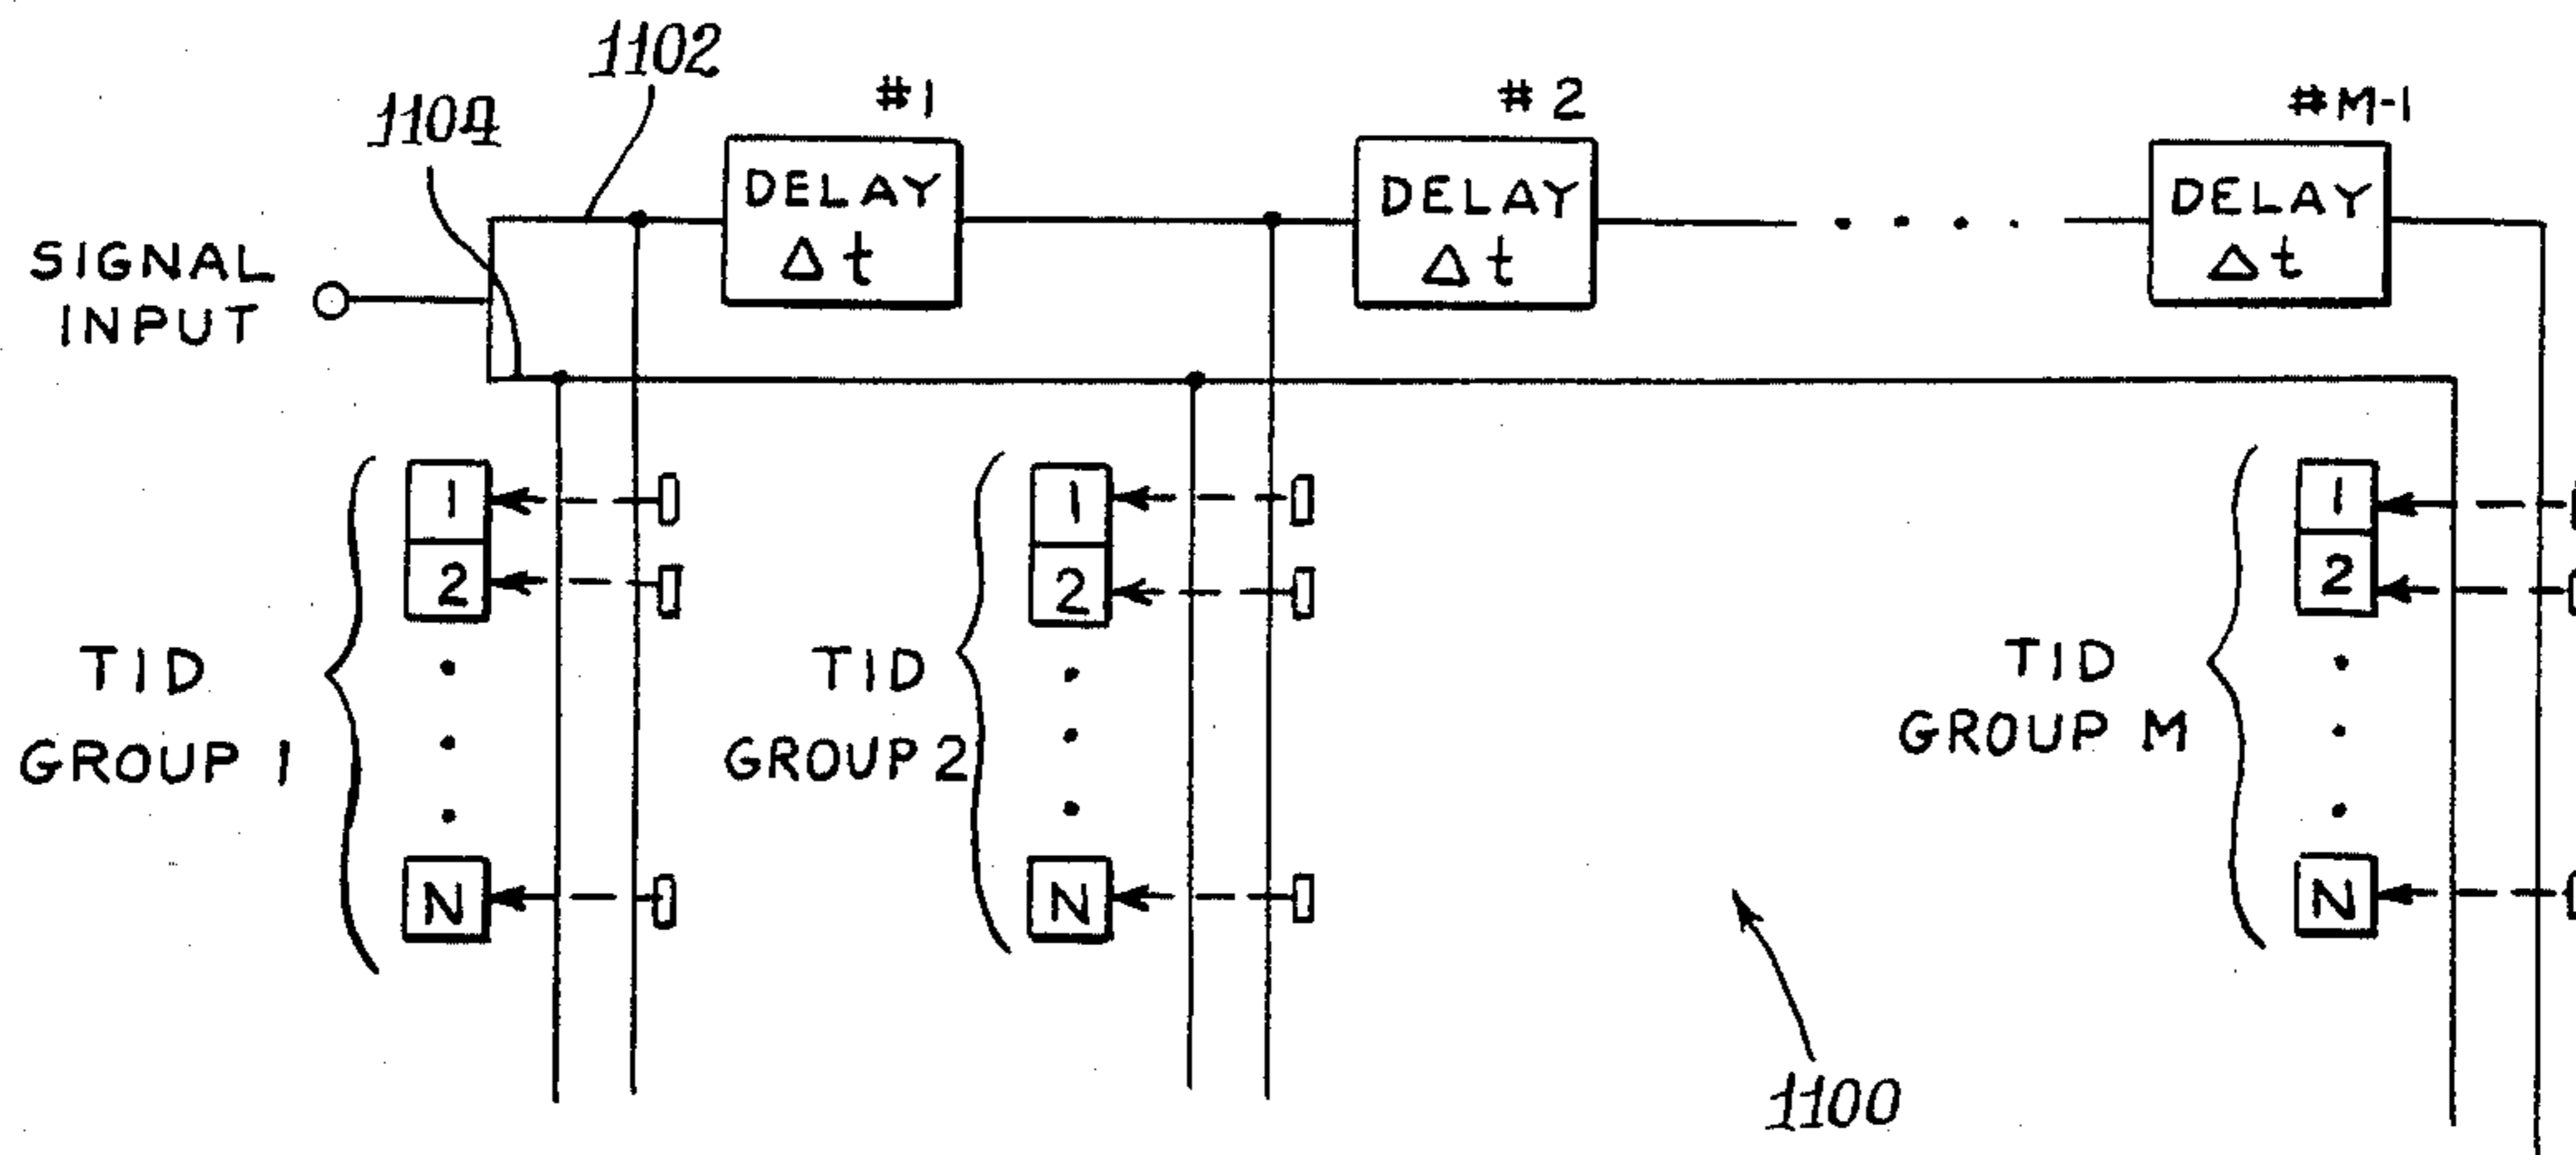 1102
1104
#1
#2
#M-1
DELAY
Δt
DELAY
Δt
DELAY
Δt
SIGNAL
INPUT
1
2
N
TID
GROUP 1
1
2
N
TID
GROUP 2
1
2
N
TID
GROUP M
1100